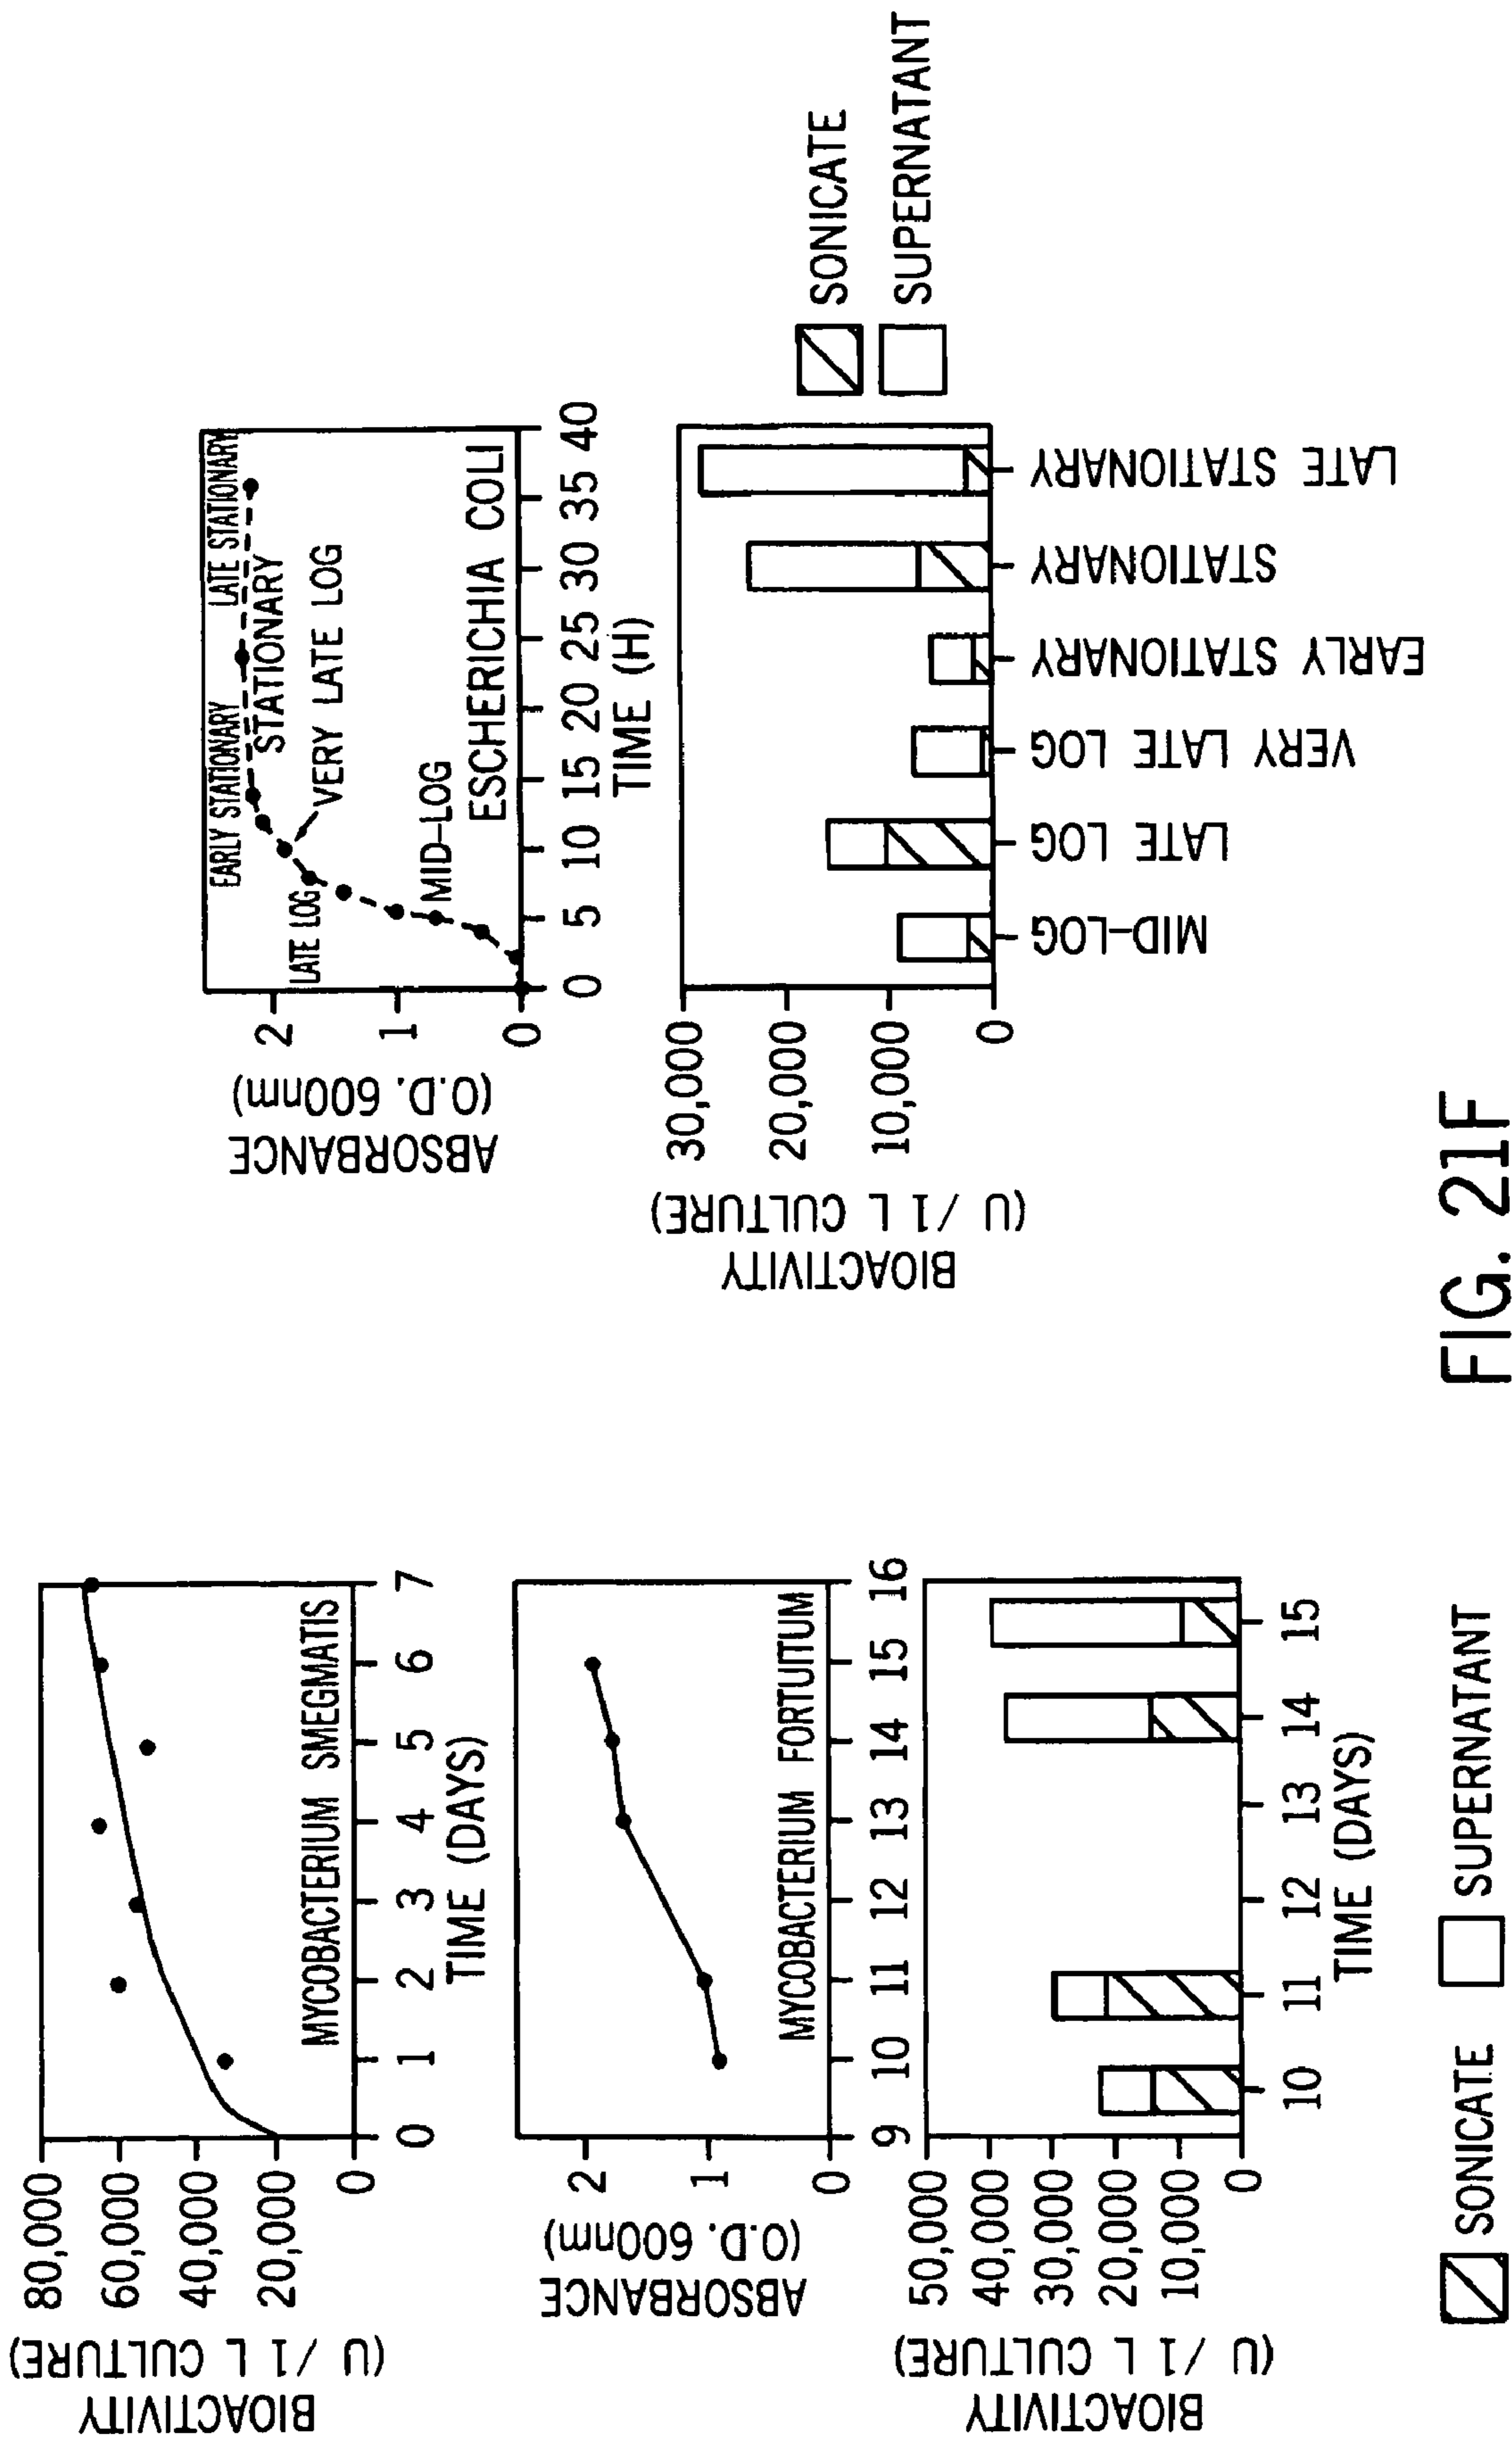 BIOACTIVITY
(U /1 L CULTURE)
80,000
60,000
40,000
20,000
0
MYCOBACTERIUM SMEGMATIS
0 1 2 3 4 5 6 7
TIME (DAYS)
ABSORBANCE
(O.D. 600nm)
2
1
0
MYCOBACTERIUM FORTUITUM
9 10 11 12 13 14 15 16
BIOACTIVITY
(U /1 L CULTURE)
50,000
40,000
30,000
20,000
10,000
0
10 11 12 13 14 15
TIME (DAYS)
SONICATE
SUPERNATANT
ABSORBANCE
(O.D. 600nm)
2
1
0
EARLY STATIONARY
LATE STATIONARY
STATIONARY
LATE LOG
VERY LATE LOG
MID-LOG
ESCHERICHIA COLI
0 5 10 15 20 25 30 35 40
TIME (H)
BIOACTIVITY
(U /1 L CULTURE)
30,000
20,000
10,000
0
MID-LOG
LATE LOG
VERY LATE LOG
EARLY STATIONARY
STATIONARY
LATE STATIONARY
SONICATE
SUPERNATANT
FIG. 21F